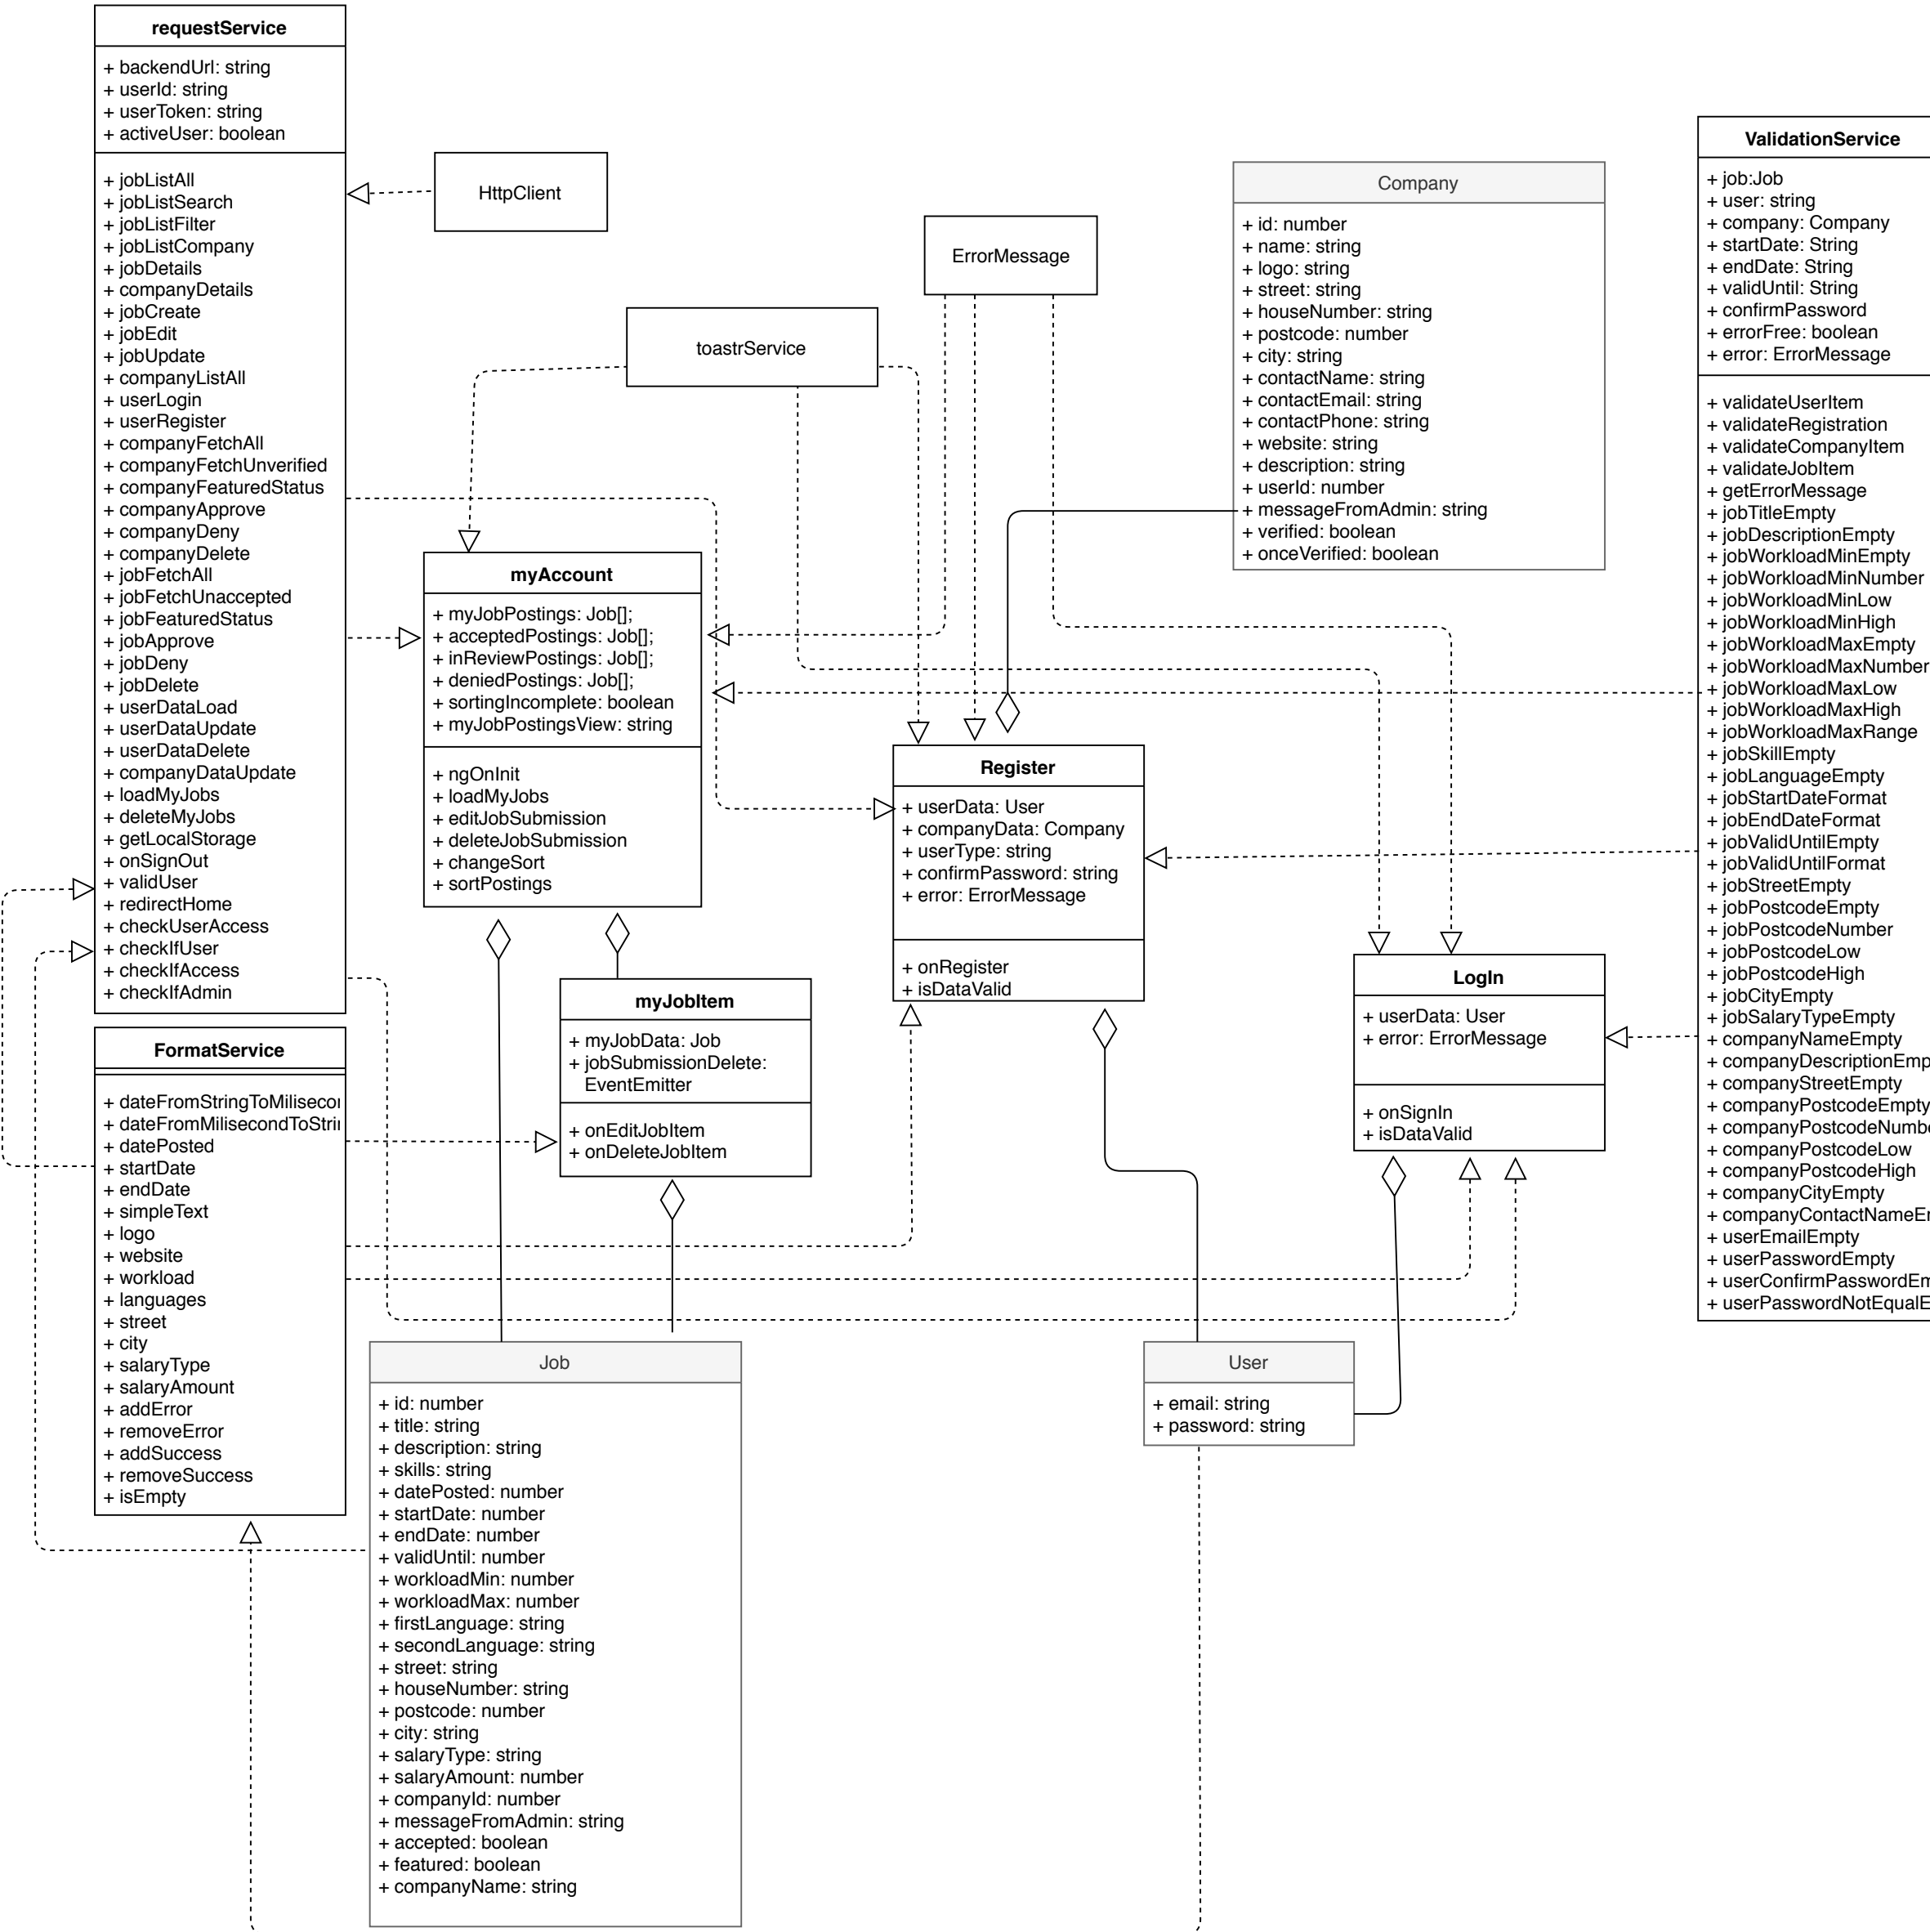 requestService
+ backendUrl: string
+ userId: string
+ userToken: string
+ activeUser: boolean
+ jobListAll
+ jobListSearch
+ jobListFilter
+ jobListCompany
+ jobDetails
+ companyDetails
+ jobCreate
+ jobEdit
+ jobUpdate
+ companyListAll
+ userLogin
+ userRegister
+ companyFetchAll
+ companyFetchUnverified
+ companyFeaturedStatus
+ companyApprove
+ companyDeny
+ companyDelete
+ jobFetchAll
+ jobFetchUnaccepted
+ jobFeaturedStatus
+ jobApprove
+ jobDeny
+ jobDelete
+ userDataLoad
+ userDataUpdate
+ userDataDelete
+ companyDataUpdate
+ loadMyJobs
+ deleteMyJobs
+ getLocalStorage
+ onSignOut
+ validUser
+ redirectHome
+ checkUserAccess
+ checkIfUser
+ checkIfAccess
+ checkIfAdmin
FormatService
+ dateFromStringToMilisecor
+ dateFromMilisecondToStri
+ datePosted
+ startDate
+ endDate
+ simpleText
+ logo
+ website
+ workload
+ languages
+ street
+ city
+ salaryType
+ salaryAmount
+ addError
+ removeError
+ addSuccess
+ removeSuccess
+ isEmpty
HttpClient
toastrService
ErrorMessage
myAccount
+ myJobPostings: Job[];
+ acceptedPostings: Job[];
+ inReviewPostings: Job[];
+ deniedPostings: Job[];
+ sortingIncomplete: boolean
+ myJobPostingsView: string
+ ngOnInit
+ loadMyJobs
+ editJobSubmission
+ deleteJobSubmission
+ changeSort
+ sortPostings
myJobItem
+ myJobData: Job
+ jobSubmissionDelete:
EventEmitter
+ onEditJobItem
+ onDeleteJobItem
Job
+ id: number
+ title: string
+ description: string
+ skills: string
+ datePosted: number
+ startDate: number
+ endDate: number
+ validUntil: number
+ workloadMin: number
+ workloadMax: number
+ firstLanguage: string
+ secondLanguage: string
+ street: string
+ houseNumber: string
+ postcode: number
+ city: string
+ salaryType: string
+ salaryAmount: number
+ companyId: number
+ messageFromAdmin: string
+ accepted: boolean
+ featured: boolean
+ companyName: string
Company
+ id: number
+ name: string
+ logo: string
+ street: string
+ houseNumber: string
+ postcode: number
+ city: string
+ contactName: string
+ contactEmail: string
+ contactPhone: string
+ website: string
+ description: string
+ userId: number
+ messageFromAdmin: string
+ verified: boolean
+ onceVerified: boolean
Register
+ userData: User
+ companyData: Company
+ userType: string
+ confirmPassword: string
+ error: ErrorMessage
+ onRegister
+ isDataValid
LogIn
+ userData: User
+ error: ErrorMessage
+ onSignIn
+ isDataValid
User
+ email: string
+ password: string
ValidationService
+ job:Job
+ user: string
+ company: Company
+ startDate: String
+ endDate: String
+ validUntil: String
+ confirmPassword
+ errorFree: boolean
+ error: ErrorMessage
+ validateUserItem
+ validateRegistration
+ validateCompanyItem
+ validateJobItem
+ getErrorMessage
+ jobTitleEmpty
+ jobDescriptionEmpty
+ jobWorkloadMinEmpty
+ jobWorkloadMinNumber
+ jobWorkloadMinLow
+ jobWorkloadMinHigh
+ jobWorkloadMaxEmpty
+ jobWorkloadMaxNumber
+ jobWorkloadMaxLow
+ jobWorkloadMaxHigh
+ jobWorkloadMaxRange
+ jobSkillEmpty
+ jobLanguageEmpty
+ jobStartDateFormat
+ jobEndDateFormat
+ jobValidUntilEmpty
+ jobValidUntilFormat
+ jobStreetEmpty
+ jobPostcodeEmpty
+ jobPostcodeNumber
+ jobPostcodeLow
+ jobPostcodeHigh
+ jobCityEmpty
+ jobSalaryTypeEmpty
+ companyNameEmpty
+ companyDescriptionEmp
+ companyStreetEmpty
+ companyPostcodeEmpty
+ companyPostcodeNumbe
+ companyPostcodeLow
+ companyPostcodeHigh
+ companyCityEmpty
+ companyContactNameEr
+ userEmailEmpty
+ userPasswordEmpty
+ userConfirmPasswordEm
+ userPasswordNotEqualE